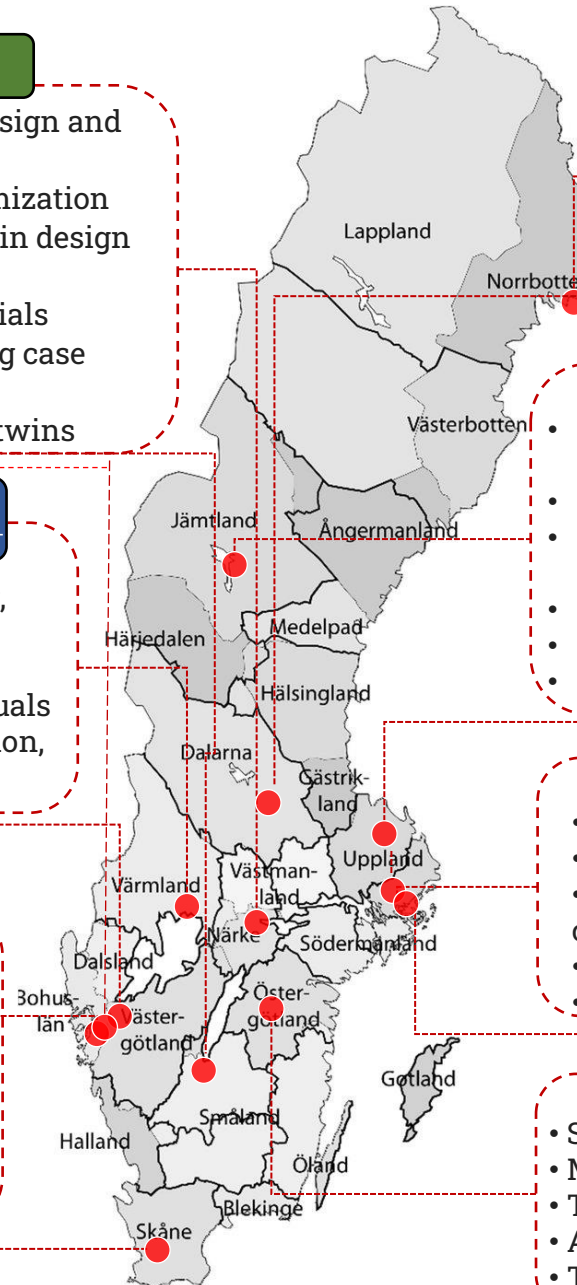 sign and
nization
in design
ials
g case
twins
,
uals
ion,
Lappland
Norrbotte
Västerbotten
•
•
•
•
•
•
Jämtland
Ångermanland
Härjedalen
Medelpad
Hälsingland
Dalarna
Gästrik-
land
Uppland
Västman-
land
Värmland
Närke
Södermanland
Dalsland
Bohus-
län
Väster-
götland
Öster-
götland
Gotland
Småland
Halland
Öland
Blekinge
Skåne
•
•
•
•
•
• S
• M
• T
• A
• T